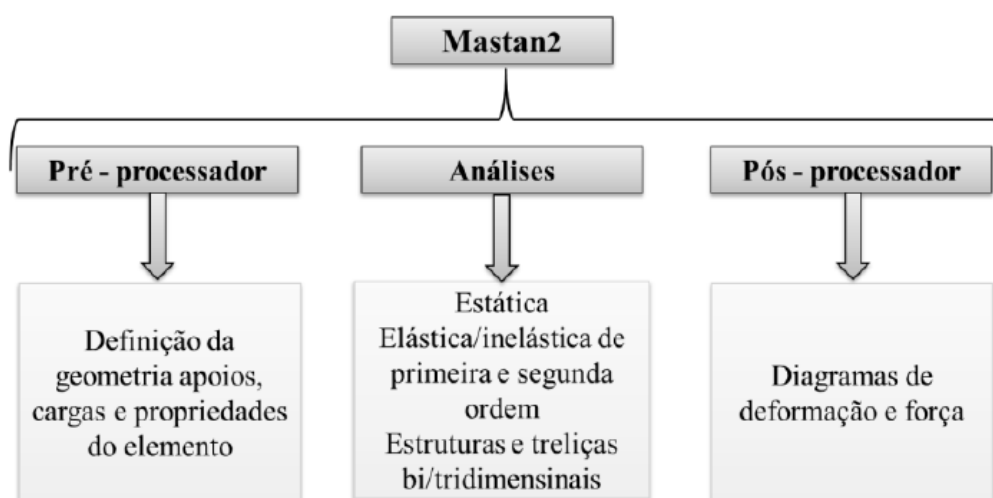 Mastan2
Pré - processador
Análises
Pós - processador
Definição da
geometria apoios,
cargas e propriedades
do elemento
Estática
Elástica/inelástica de
primeira e segunda
ordem
Estruturas e treliças
bi/tridimensinais
Diagramas de
deformação e força